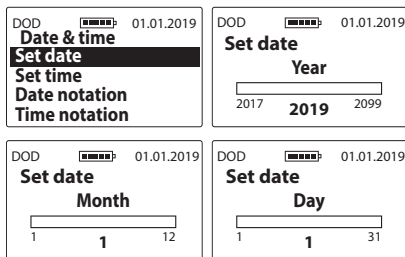 DOD 01.01.2019
Date & time
Set date
Set time
Date notation
Time notation
DOD 01.01.2019
Set date
Year
2017 2019 2099
DOD 01.01.2019
Set date
Month
1 1 12
DOD 01.01.2019
Set date
Day
1 1 31